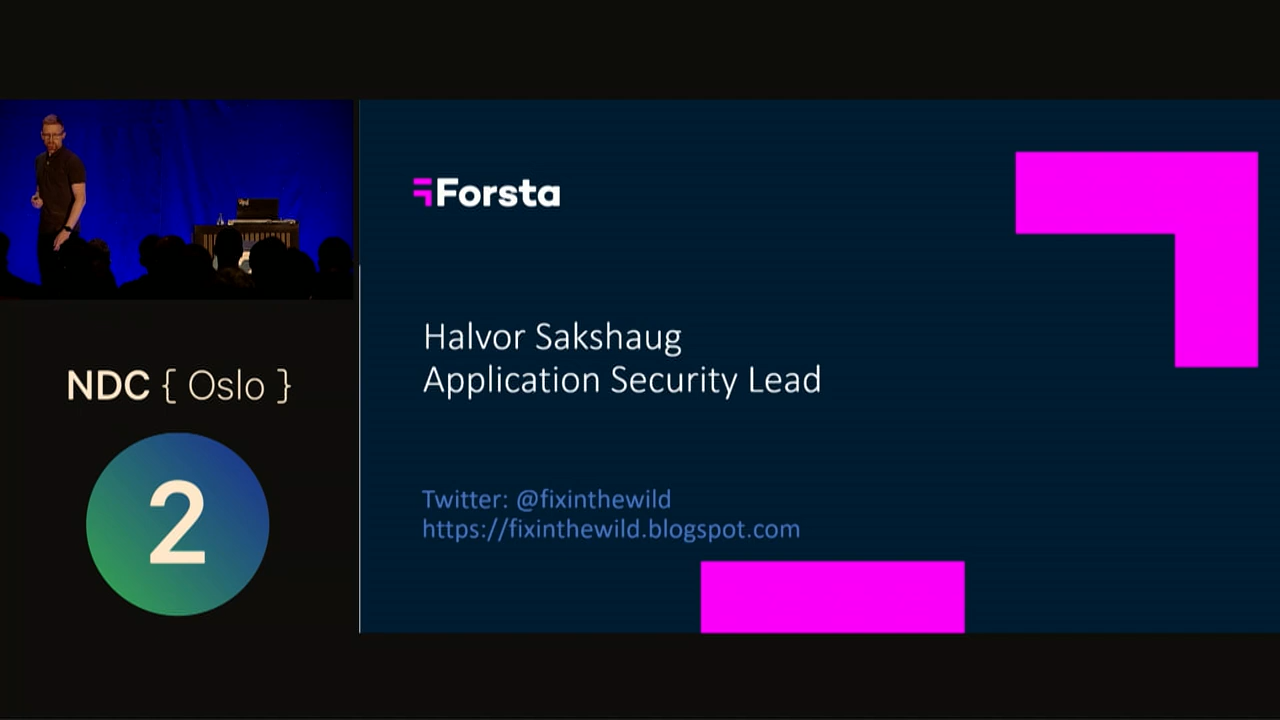 Forsta
Halvor Sakshaug
Application Security Lead
Twitter: @fixinthewild
https://fixinthewild.blogspot.com
NDC { Oslo }
2